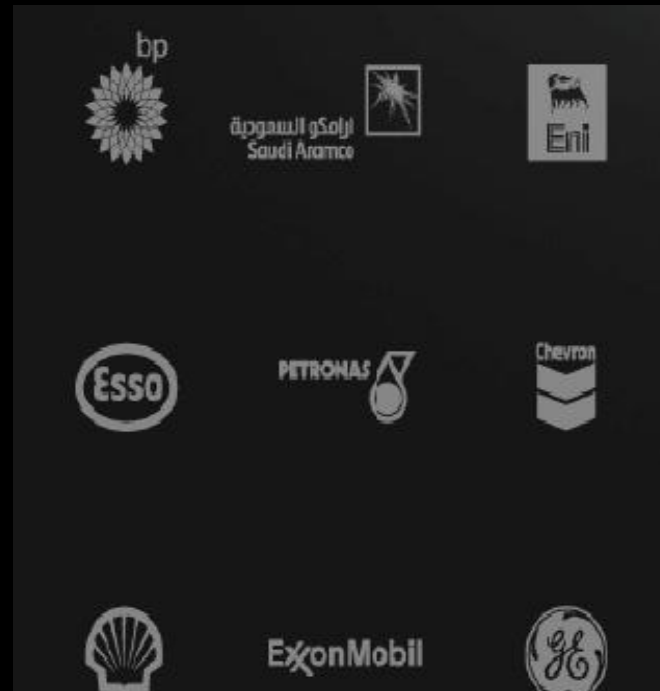 bp
ارامكو السعودية
Saudi Aramco
Eni
Esso
PETRONAS
Chevron
ExxonMobil
GE